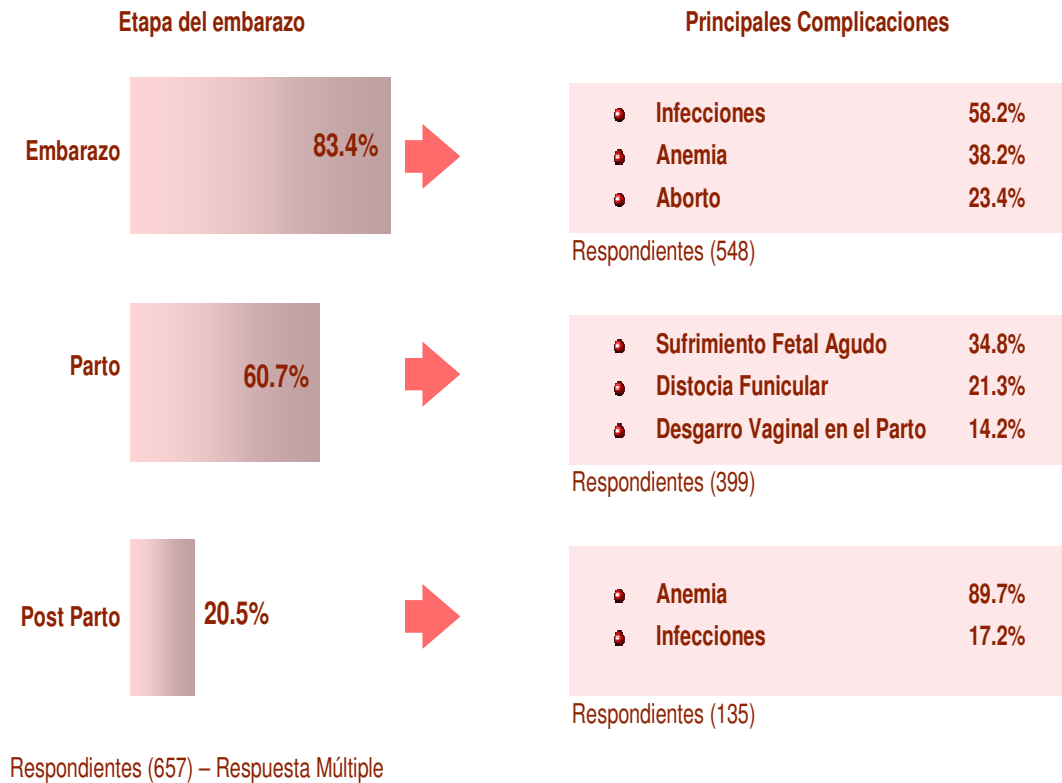 Etapa del embarazo
Principales Complicaciones
Embarazo
83.4%
Infecciones 58.2%
Anemia 38.2%
Aborto 23.4%
Respondientes (548)
Parto
60.7%
Sufrimiento Fetal Agudo 34.8%
Distocia Funicular 21.3%
Desgarro Vaginal en el Parto 14.2%
Respondientes (399)
Post Parto
20.5%
Anemia 89.7%
Infecciones 17.2%
Respondientes (135)
Respondientes (657) – Respuesta Múltiple